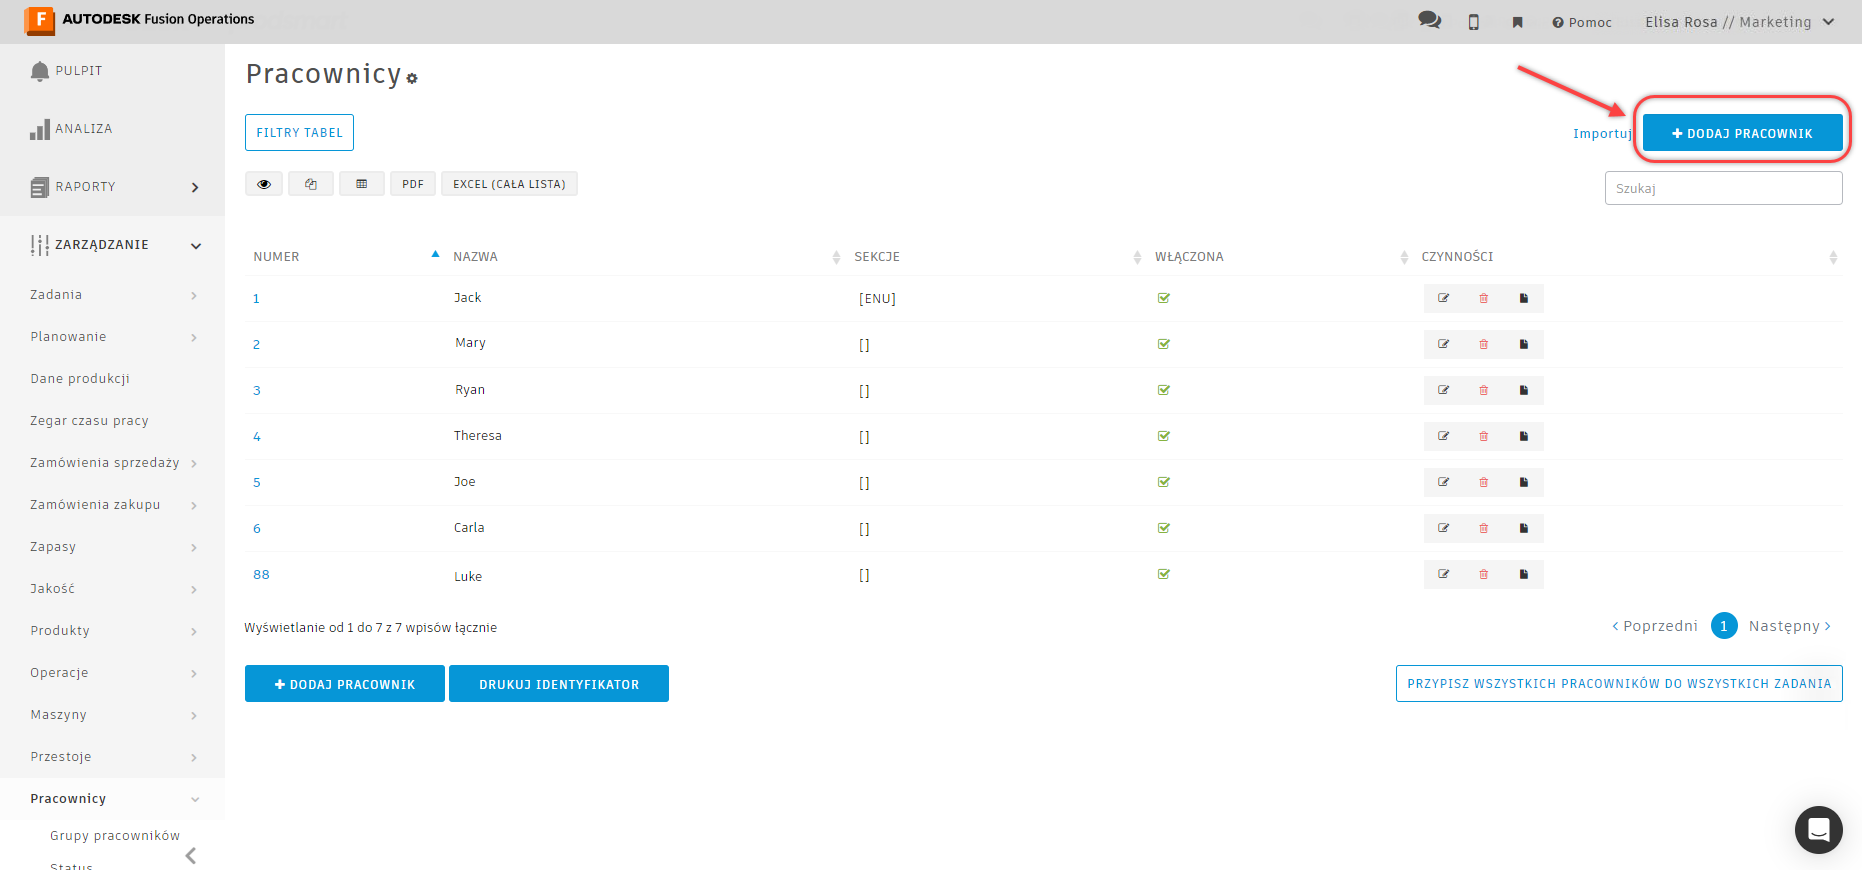 AUTODESK Fusion Operations
Pomoc
Elisa Rosa // Marketing
PULPIT
ANALIZA
RAPORTY
ZARZĄDZANIE
Zadania
Planowanie
Dane produkcji
Zegar czasu pracy
Zamówienia sprzedaży
Zamówienia zakupu
Zapasy
Jakość
Produkty
Operacje
Maszyny
Przestoje
Pracownicy
Grupy pracowników
Status
Pracownicy
FILTRY TABEL
Importuj
+ DODAJ PRACOWNIK
PDF
EXCEL (CAŁA LISTA)
Szukaj
NUMER NAZWA SEKCJE WŁĄCZONA CZYNNOŚCI
1 Jack [ENU]
2 Mary []
3 Ryan []
4 Theresa []
5 Joe []
6 Carla []
88 Luke []
Wyświetlanie od 1 do 7 z 7 wpisów łącznie
< Poprzedni 1 Następny >
+ DODAJ PRACOWNIK
DRUKUJ IDENTYFIKATOR
PRZYPISZ WSZYSTKICH PRACOWNIKÓW DO WSZYSTKICH ZADANIA